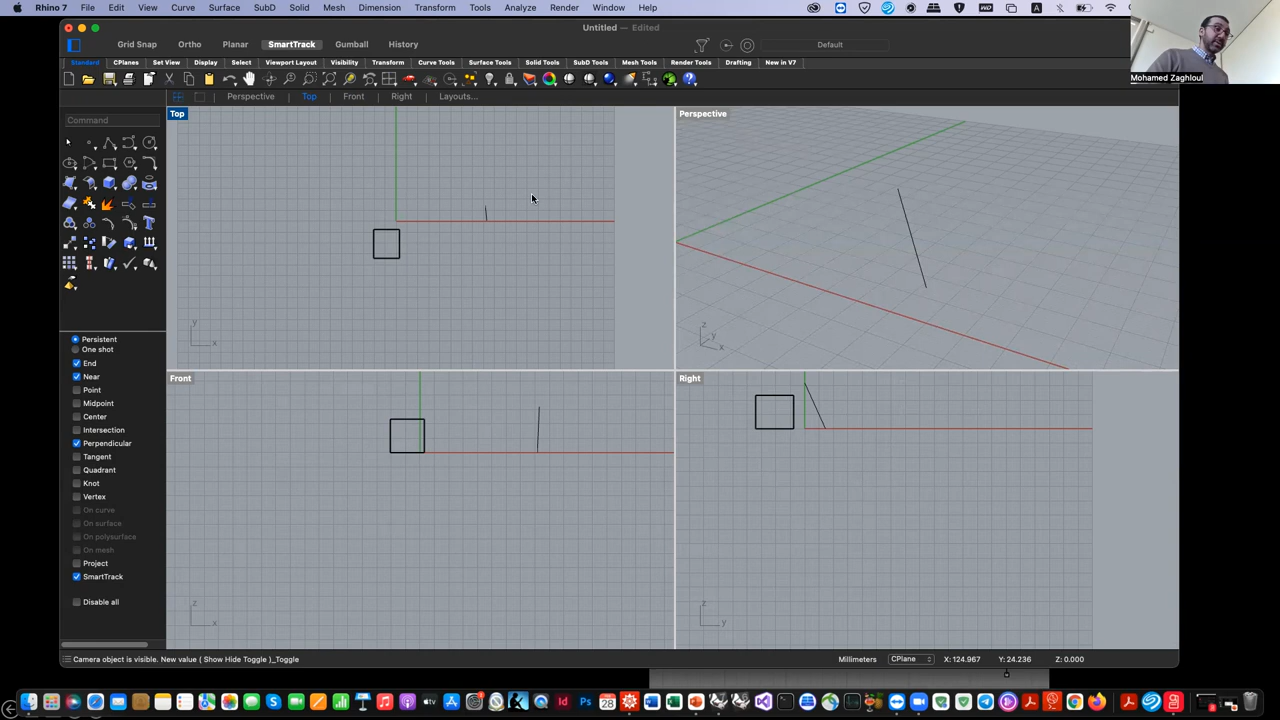 Rhino 7 File Edit View Curve Surface SubD Solid Mesh Dimension Transform Tools Analyze Render Window Help
Untitled — Edited
Grid Snap Ortho Planar SmartTrack Gumball History Default
Standard CPlanes Set View Display Select Viewport Layout Visibility Transform Curve Tools Surface Tools Solid Tools SubD Tools Mesh Tools Render Tools Drafting New in V7
Mohamed Zaghloul
Perspective Top Front Right Layouts...
Top
Perspective
Command
y
x
z
y
x
Persistent
One shot
End
Near
Point
Midpoint
Center
Intersection
Perpendicular
Tangent
Quadrant
Knot
Vertex
On curve
On surface
On polysurface
On mesh
Project
SmartTrack
Disable all
Front
Right
z
x
z
y
Camera object is visible. New value ( Show Hide Toggle )_Toggle
Millimeters CPlane X: 124.967 Y: 24.236 Z: 0.000